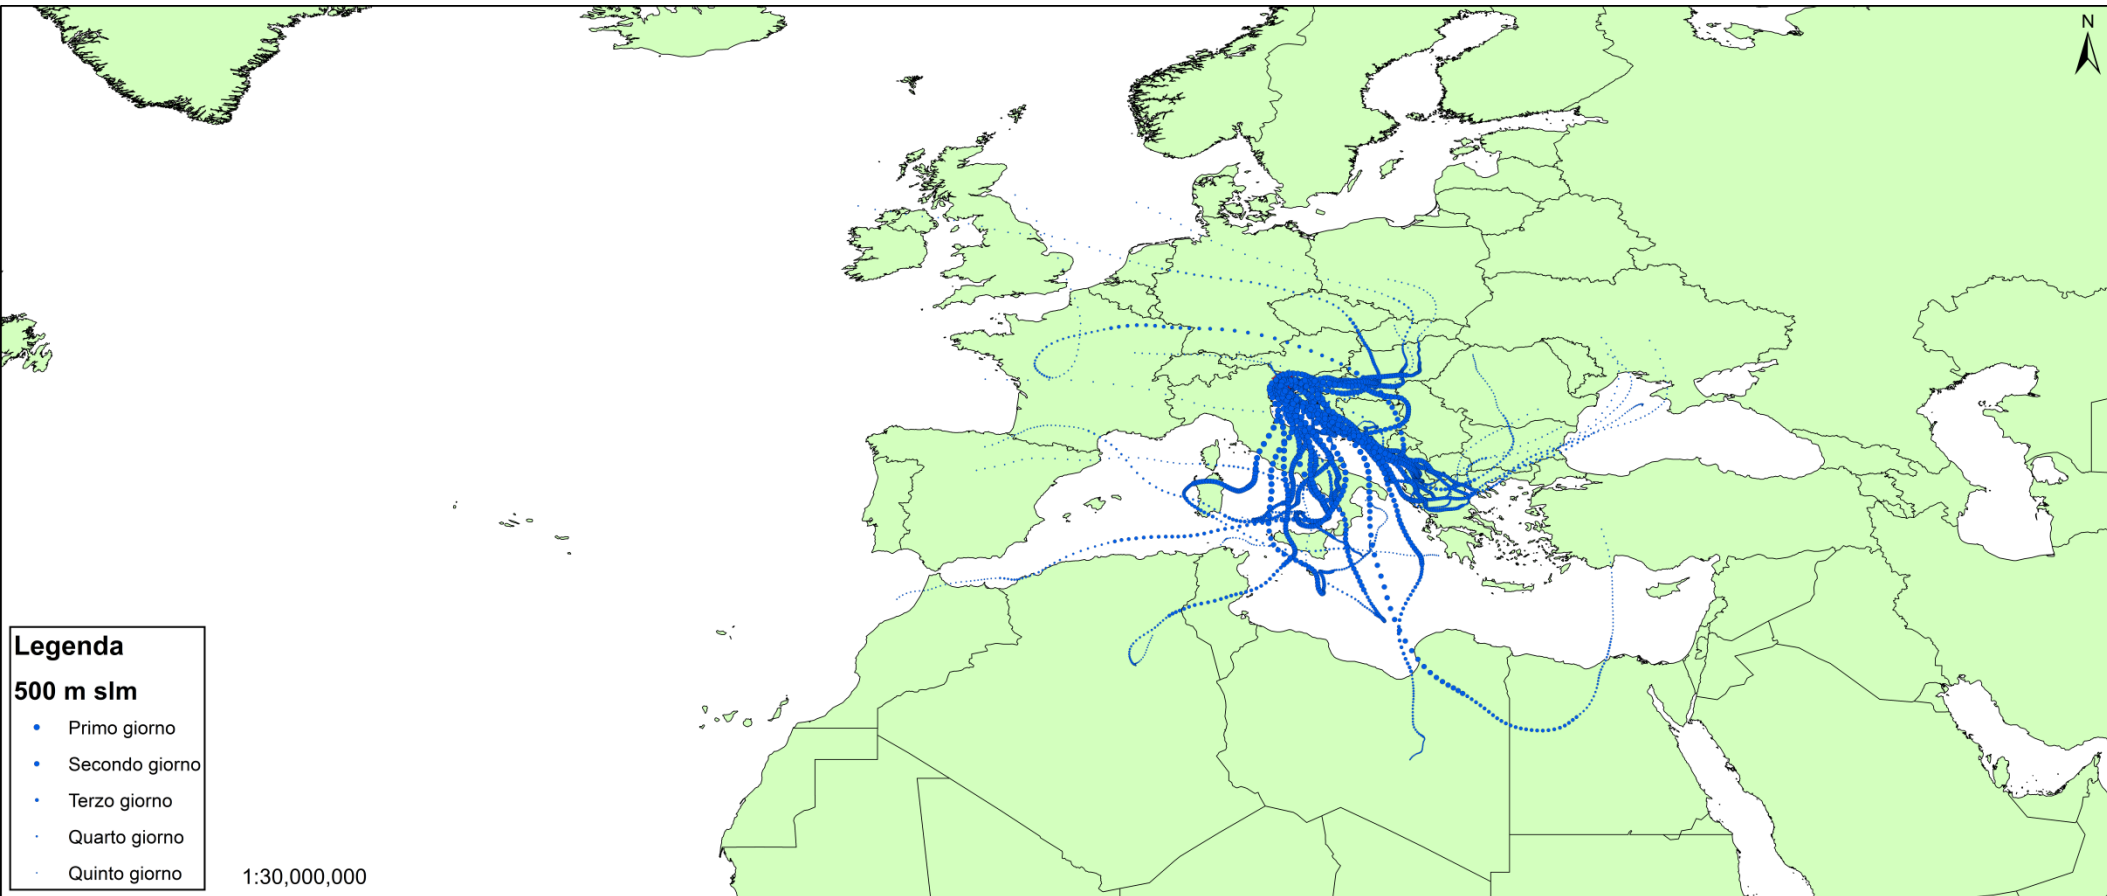 N
Legenda
500 m slm
Primo giorno
Secondo giorno
Terzo giorno
Quarto giorno
Quinto giorno
1:30,000,000